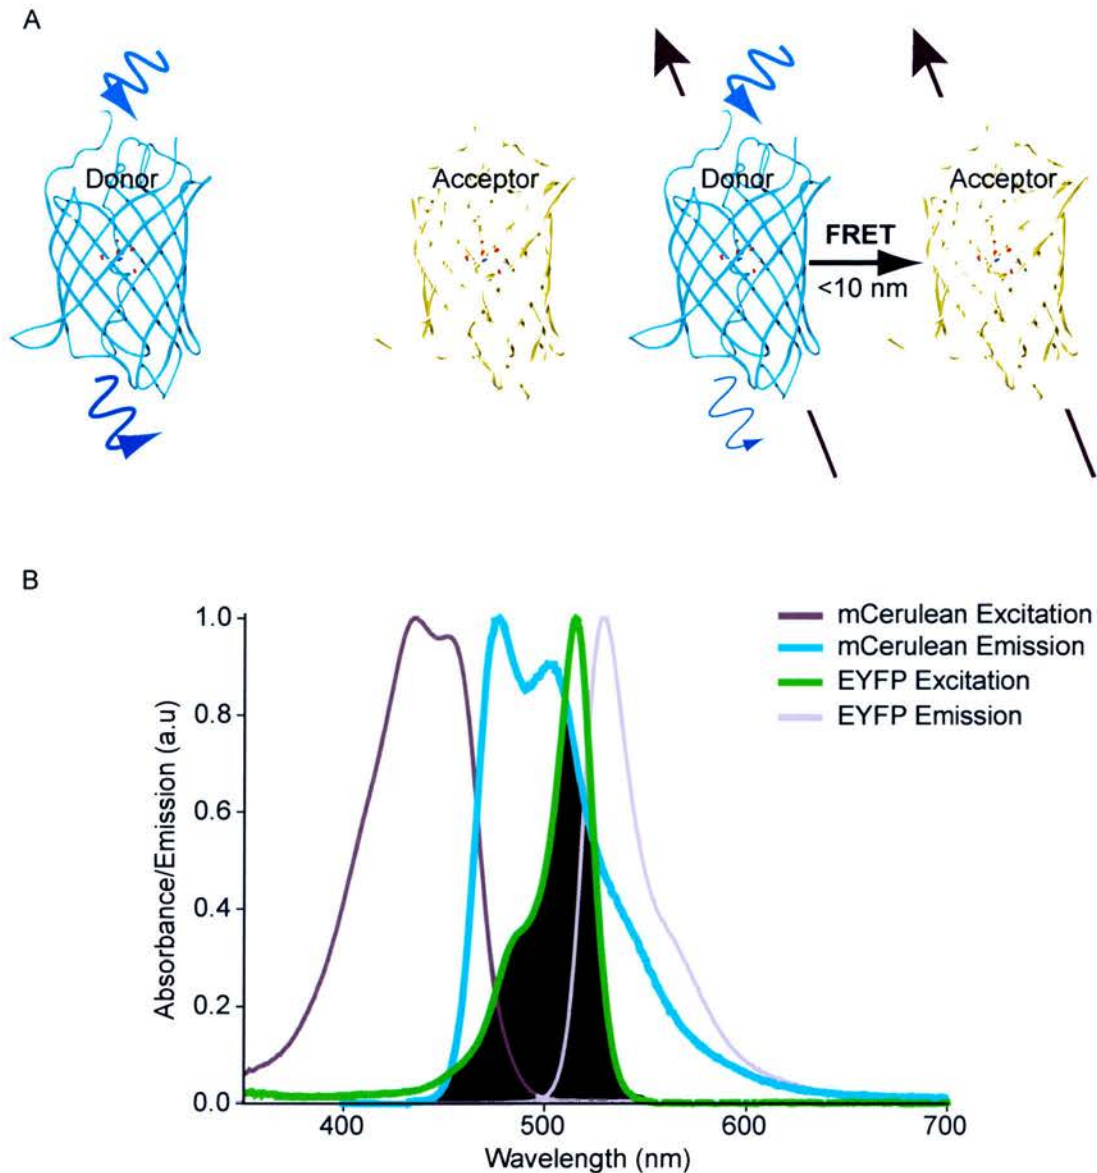 A
Donor
Acceptor
Donor
Acceptor
FRET
<10 nm
B
Absorbance/Emission (a.u)
1.0
0.8
0.6
0.4
0.2
0.0
400
500
600
700
Wavelength (nm)
mCerulean Excitation
mCerulean Emission
EYFP Excitation
EYFP Emission